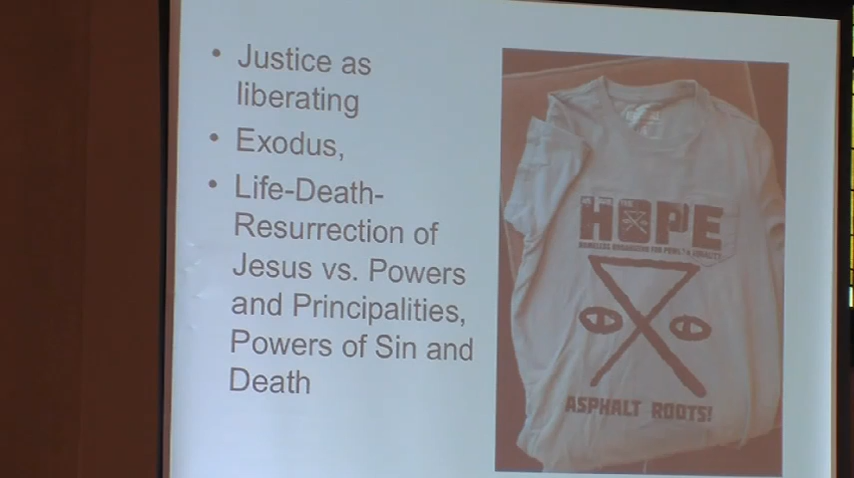 • Justice as
liberating
• Exodus,
• Life-Death-
Resurrection of
Jesus vs. Powers
and Principalities,
Powers of Sin and
Death
HOPE
ASPHALT ROOTS!